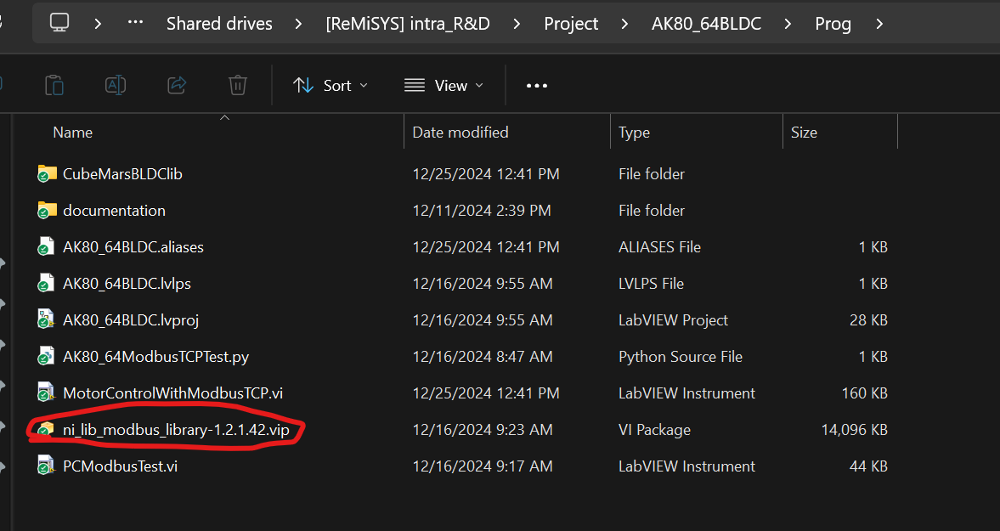 Shared drives > [ReMiSYS] intra_R&D > Project > AK80_64BLDC > Prog >
Sort View
Name Date modified Type Size
CubeMarsBLDClib 12/25/2024 12:41 PM File folder
documentation 12/11/2024 2:39 PM File folder
AK80_64BLDC.aliases 12/25/2024 12:41 PM ALIASES File 1 KB
AK80_64BLDC.lvlps 12/16/2024 9:55 AM LVLPS File 1 KB
AK80_64BLDC.lvproj 12/16/2024 9:55 AM LabVIEW Project 28 KB
AK80_64ModbusTCPTest.py 12/16/2024 8:47 AM Python Source File 1 KB
MotorControlWithModbusTCP.vi 12/25/2024 12:41 PM LabVIEW Instrument 160 KB
ni_lib_modbus_library-1.2.1.42.vip 12/16/2024 9:23 AM VI Package 14,096 KB
PCModbusTest.vi 12/16/2024 9:17 AM LabVIEW Instrument 44 KB